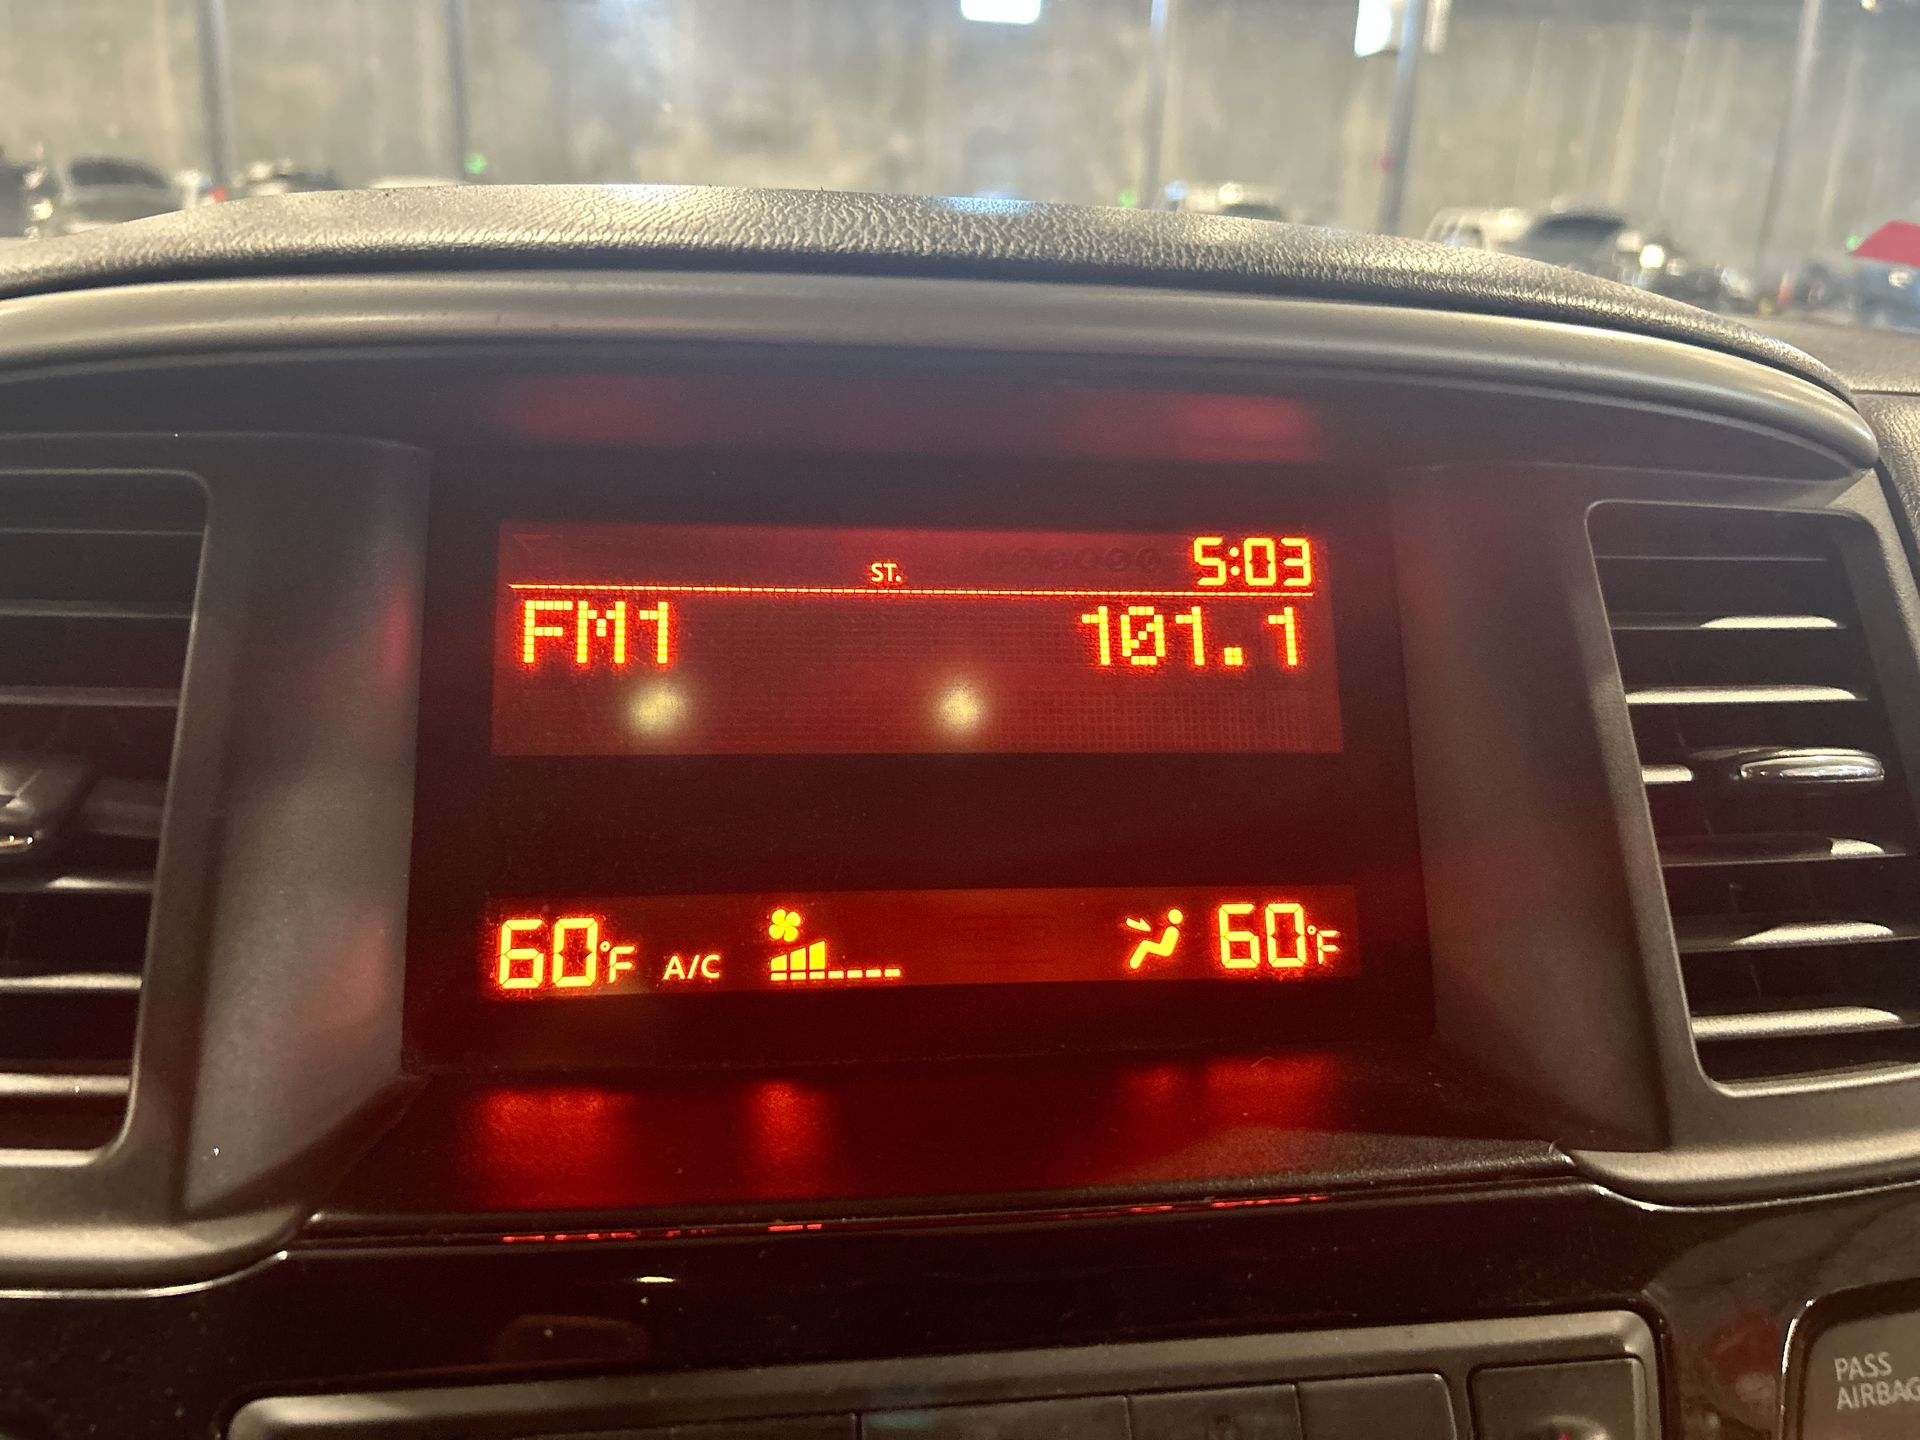 ST. 5:03
FM1 101.1
60°F A/C 60°F
PASS
AIRBAG